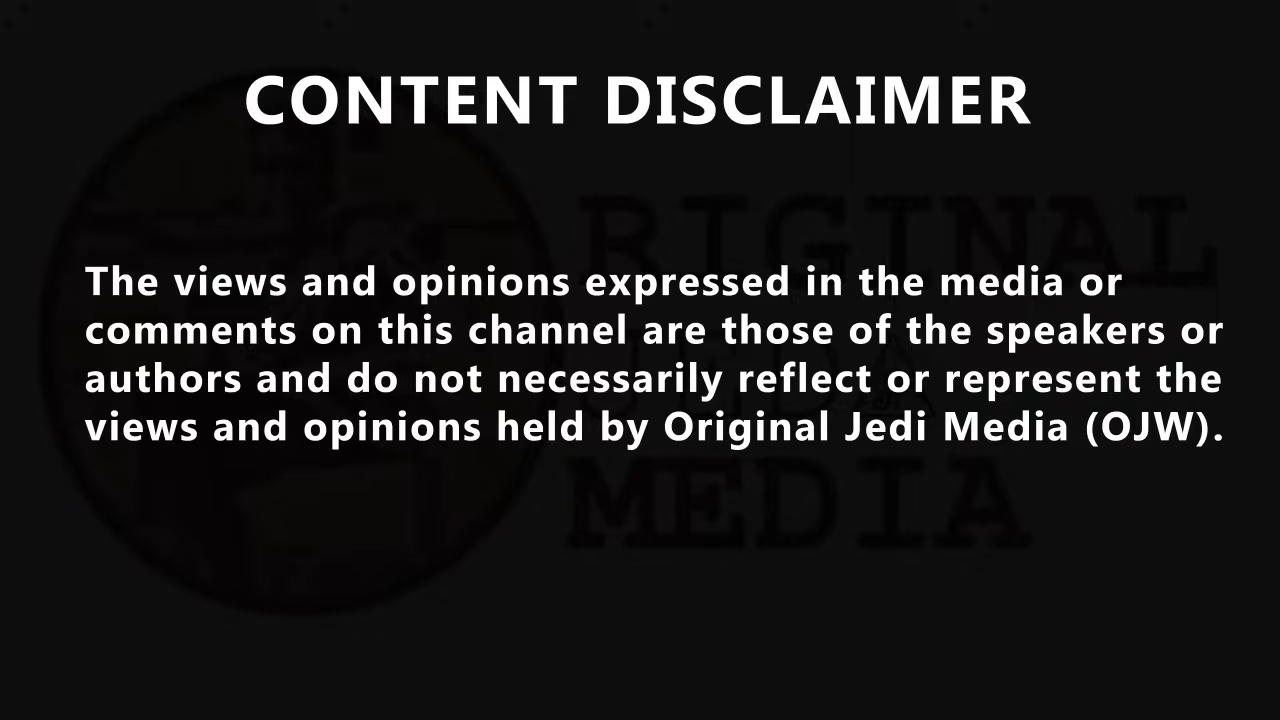 CONTENT DISCLAIMER
RIGINAL
The views and opinions expressed in the media or
comments on this channel are those of the speakers or
authors and do not necessarily reflect or represent the
views and opinions held by Original Jedi Media (OJW).
MEDIA